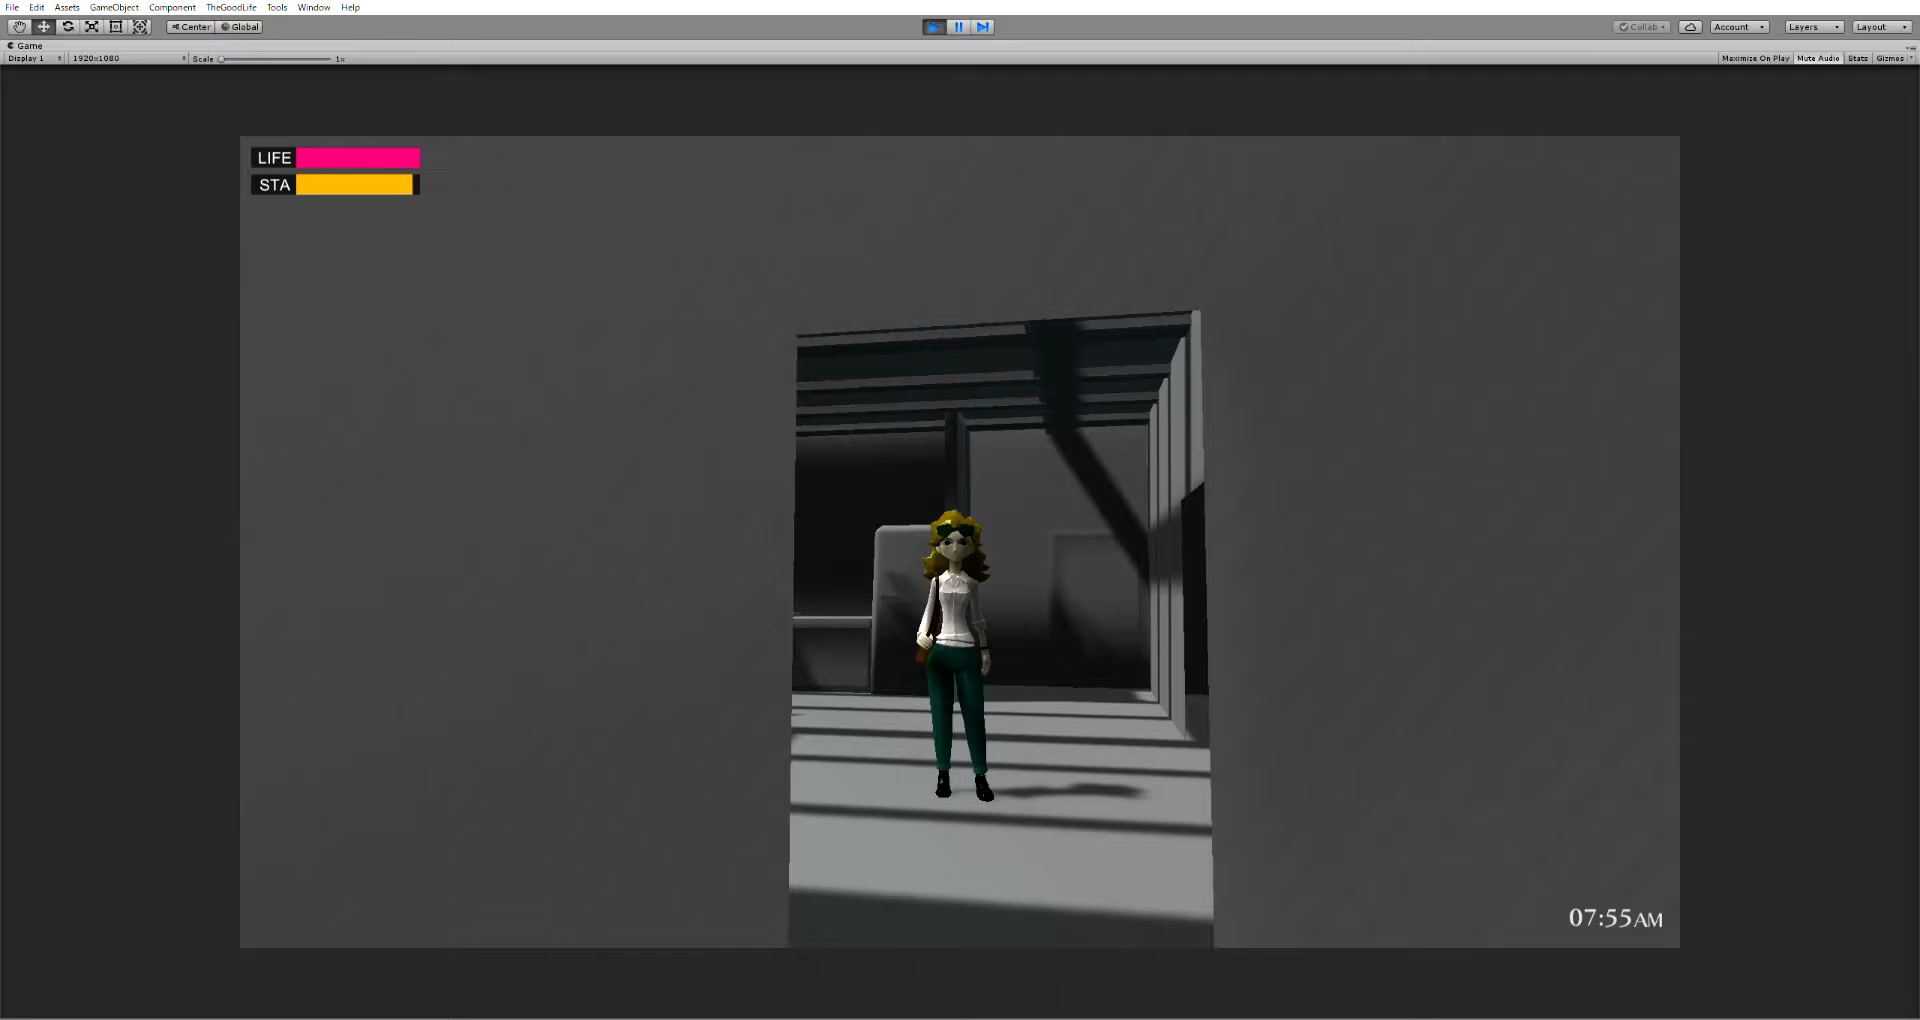 File Edit Assets GameObject Component TheGoodLife Tools Window Help
Center Global Collab Account Layers Layout
Game
Display 1 1920x1080 Scale 1x Maximize On Play Mute Audio Stats Gizmos
LIFE
STA
07:55AM